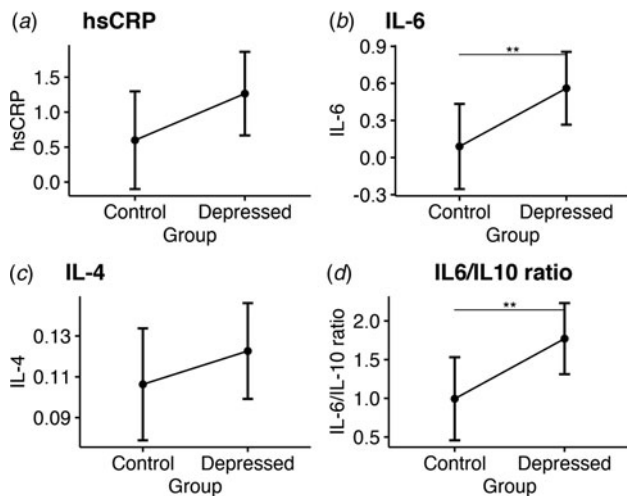 (a) hsCRP
hsCRP
1.5
1.0
0.5
0.0
Control Depressed
Group
(b) IL-6
**
IL-6
0.9
0.6
0.3
0.0
-0.3
Control Depressed
Group
(c) IL-4
IL-4
0.13
0.11
0.09
Control Depressed
Group
(d) IL6/IL10 ratio
**
IL-6/IL-10 ratio
2.0
1.5
1.0
0.5
Control Depressed
Group